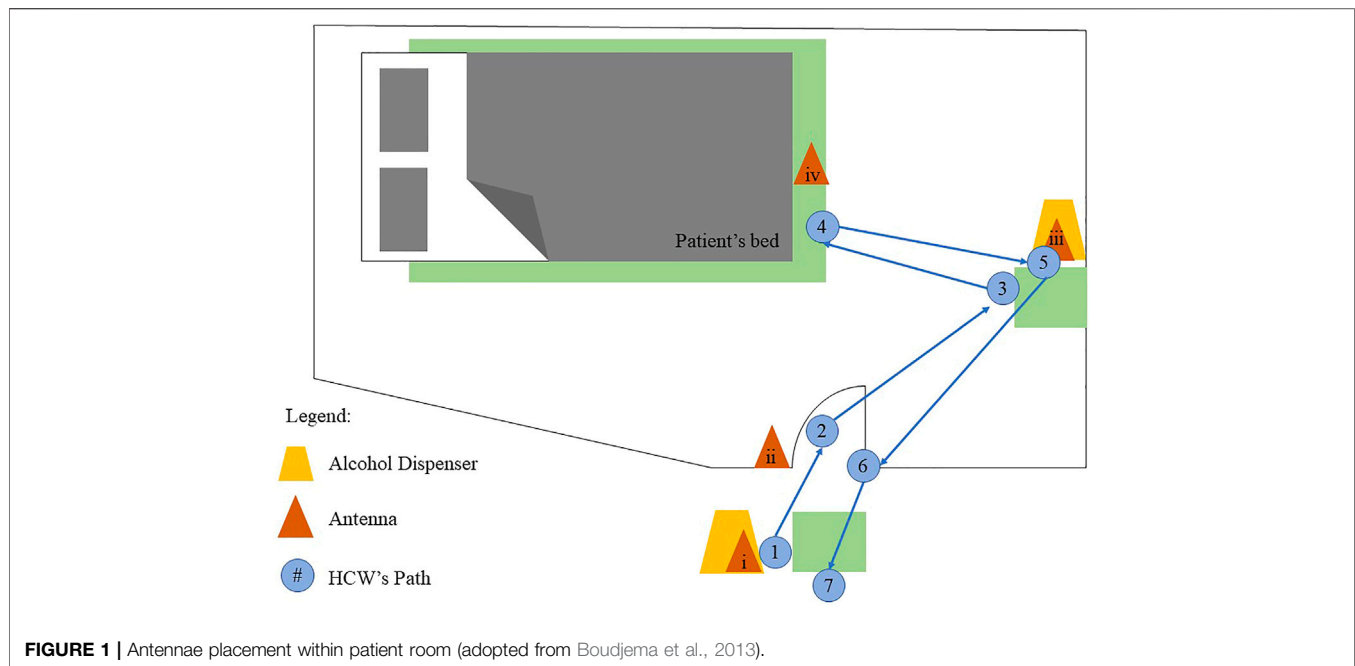 iv
4
Patient's bed
iii
5
3
2
ii
6
Legend:
Alcohol Dispenser
Antenna
i
1
# HCW's Path
7
FIGURE 1 | Antennae placement within patient room (adopted from Boudjema et al., 2013).